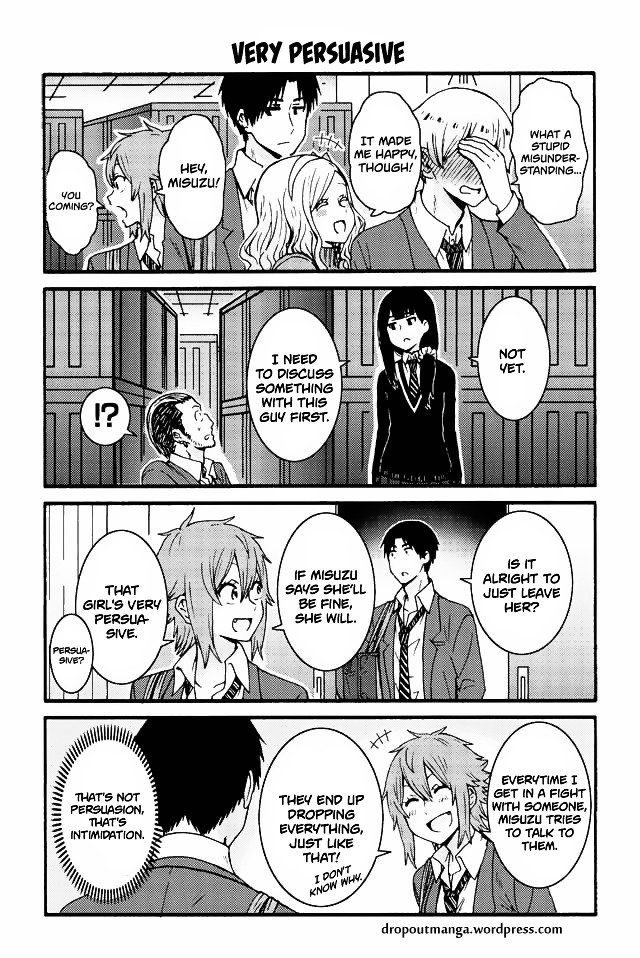 VERY PERSUASIVE
WHAT A
STUPID
MISUNDER-
STANDING...
IT MADE
ME HAPPY,
THOUGH!
HEY,
MISUZU!
YOU
COMING?
NOT
YET.
I NEED
TO DISCUSS
SOMETHING
WITH THIS
GUY FIRST.
!?
IS IT
ALRIGHT TO
JUST LEAVE
HER?
IF MISUZU
SAYS SHE'LL
BE FINE,
SHE WILL.
THAT
GIRL'S VERY
PERSUA-
SIVE.
PERSUA-
SIVE?
EVERYTIME I
GET IN A FIGHT
WITH SOMEONE,
MISUZU TRIES
TO TALK TO
THEM.
THEY END UP
DROPPING
EVERYTHING,
JUST LIKE
THAT!
I DON'T
KNOW WHY.
THAT'S NOT
PERSUASION,
THAT'S
INTIMIDATION.
dropoutmanga.wordpress.com